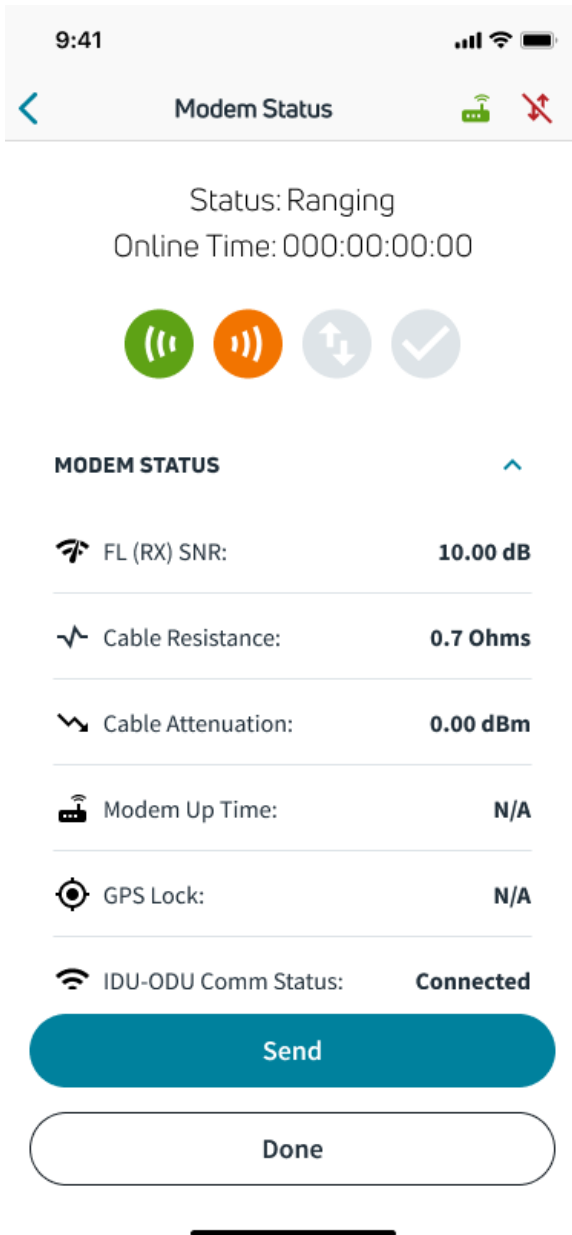 9:41
Modem Status
Status: Ranging
Online Time: 000:00:00:00
MODEM STATUS
FL (RX) SNR: 10.00 dB
Cable Resistance: 0.7 Ohms
Cable Attenuation: 0.00 dBm
Modem Up Time: N/A
GPS Lock: N/A
IDU-ODU Comm Status: Connected
Send
Done